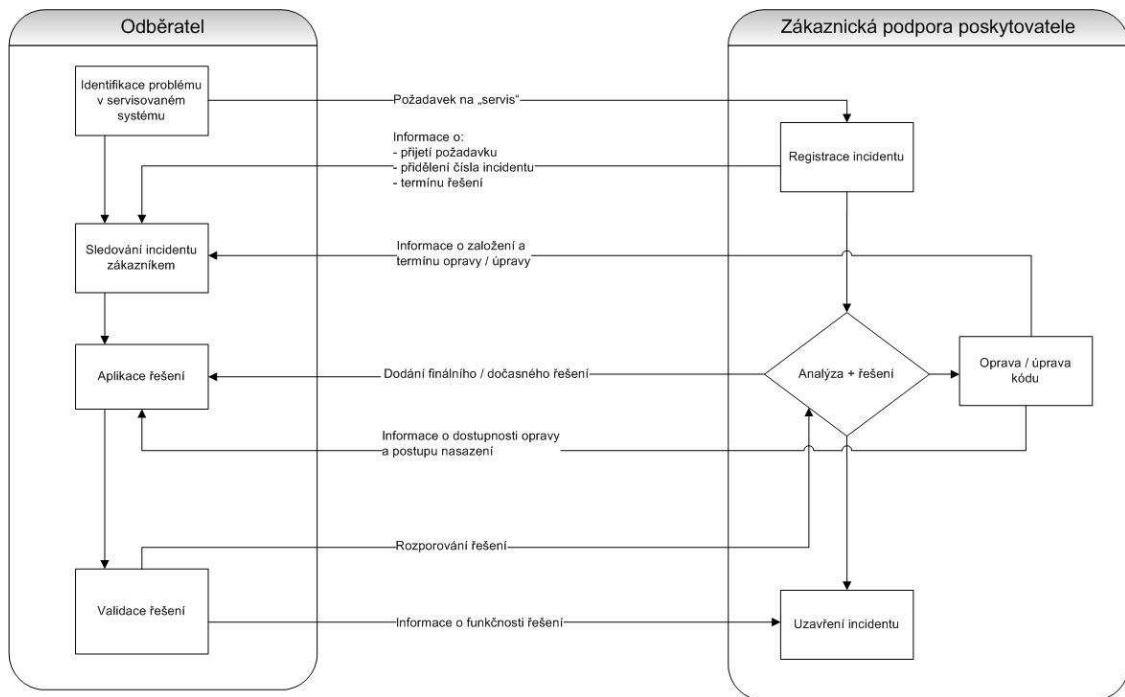 Odběratel
Zákaznická podpora poskytovatele
Identifikace problému
v servisovaném
systému
Požadavek na „servis“
Informace o:
- přijetí požadavku
- přidělení čísla incidentu
- termínu řešení
Registrace incidentu
Sledování incidentu
zákazníkem
Informace o založení a
termínu opravy / úpravy
Aplikace řešení
Dodání finálního / dočasného řešení
Analýza + řešení
Oprava / úprava
kódu
Informace o dostupnosti opravy
a postupu nasazení
Rozporování řešení
Validace řešení
Informace o funkčnosti řešení
Uzavření incidentu